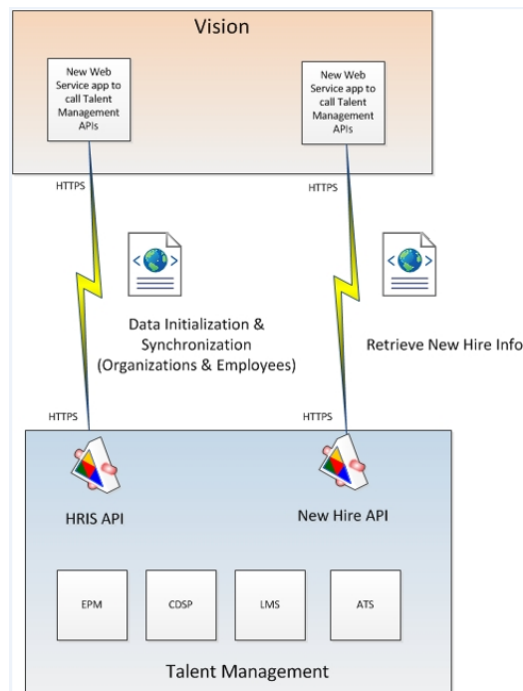 Vision
New Web
Service app to
call Talent
Management
APIs
New Web
Service app to
call Talent
Management
APIs
HTTPS
HTTPS
Data Initialization &
Synchronization
(Organizations & Employees)
Retrieve New Hire Info
HTTPS
HTTPS
HRIS API
New Hire API
EPM
CDSP
LMS
ATS
Talent Management